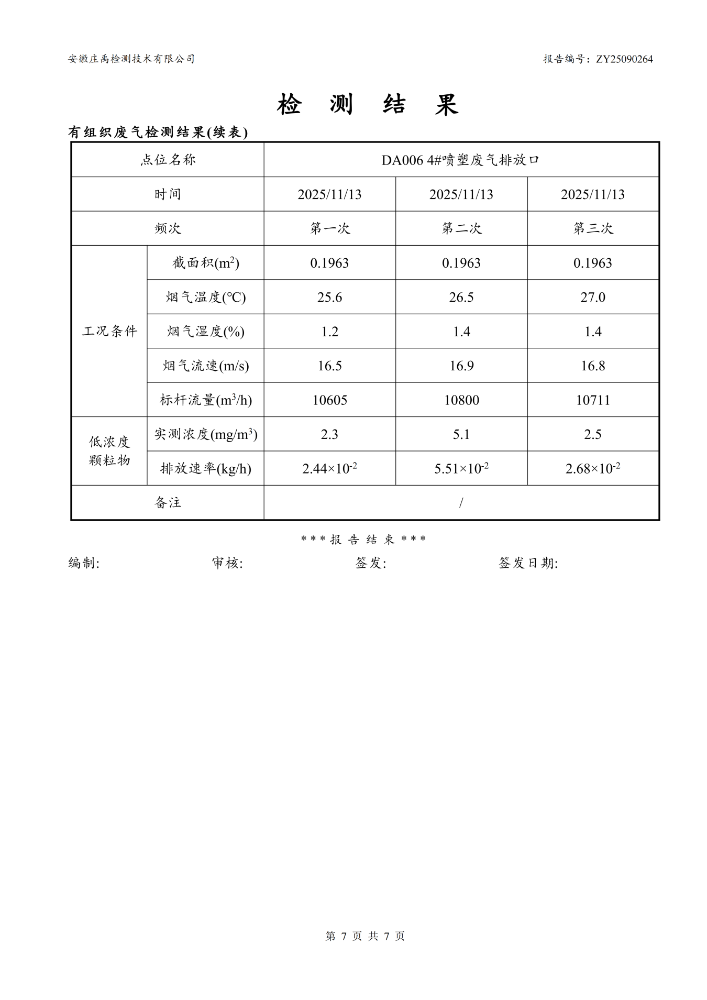 安徽庄禹检测技术有限公司 报告编号：ZY25090264
检 测 结 果
有组织废气检测结果(续表)
点位名称 DA006 4#喷塑废气排放口
时间 2025/11/13 2025/11/13 2025/11/13
频次 第一次 第二次 第三次
工况条件
截面积(m²) 0.1963 0.1963 0.1963
烟气温度(℃) 25.6 26.5 27.0
烟气湿度(%) 1.2 1.4 1.4
烟气流速(m/s) 16.5 16.9 16.8
标杆流量(m³/h) 10605 10800 10711
低浓度
颗粒物
实测浓度(mg/m³) 2.3 5.1 2.5
排放速率(kg/h) 2.44×10⁻² 5.51×10⁻² 2.68×10⁻²
备注 /
***报 告 结 束***
编制: 审核: 签发: 签发日期:
第 7 页 共 7 页